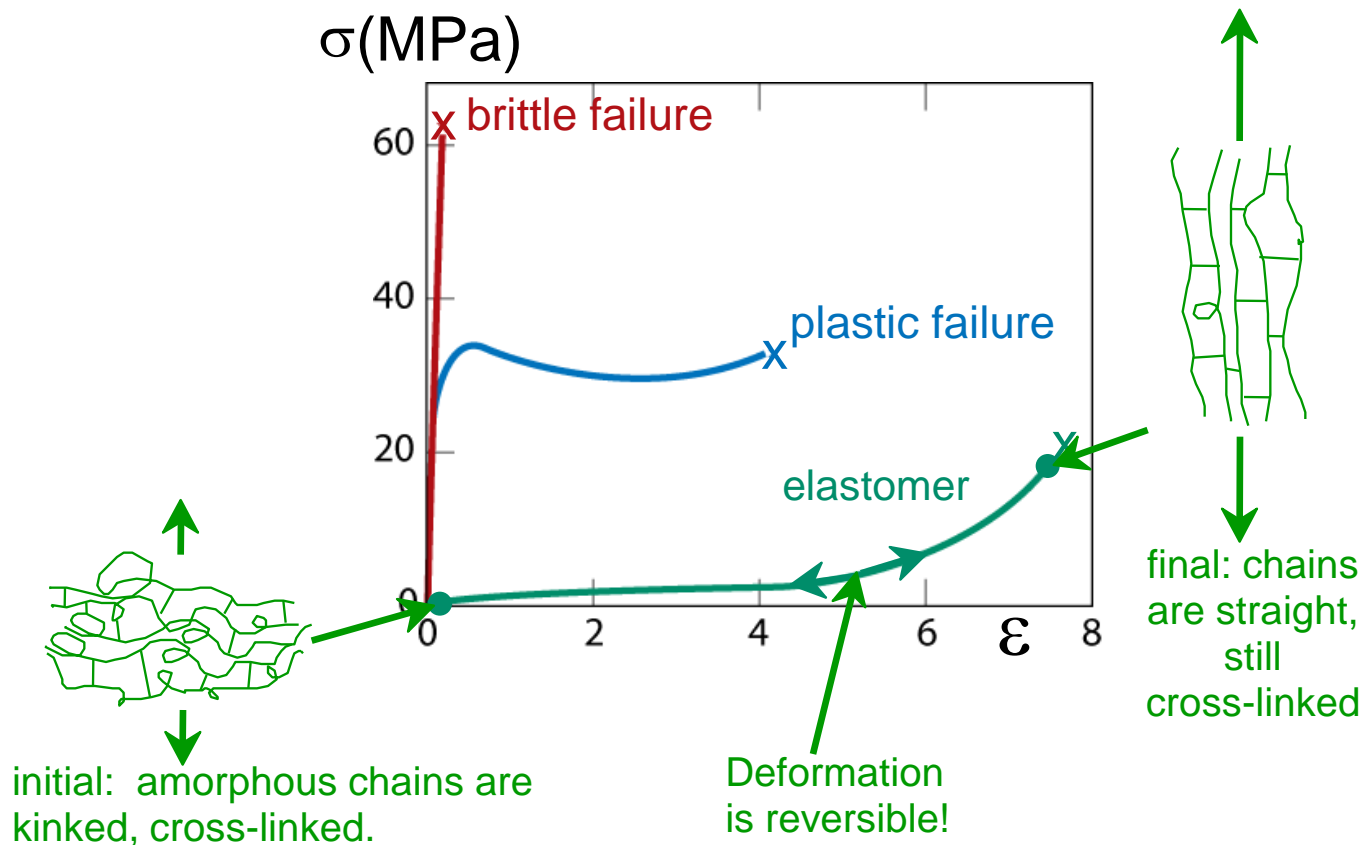 σ(MPa)
x brittle failure
60
40
plastic failure
x
20
x
elastomer
0
0 2 4 6 ε 8
final: chains
are straight,
still
cross-linked
initial: amorphous chains are
kinked, cross-linked.
Deformation
is reversible!